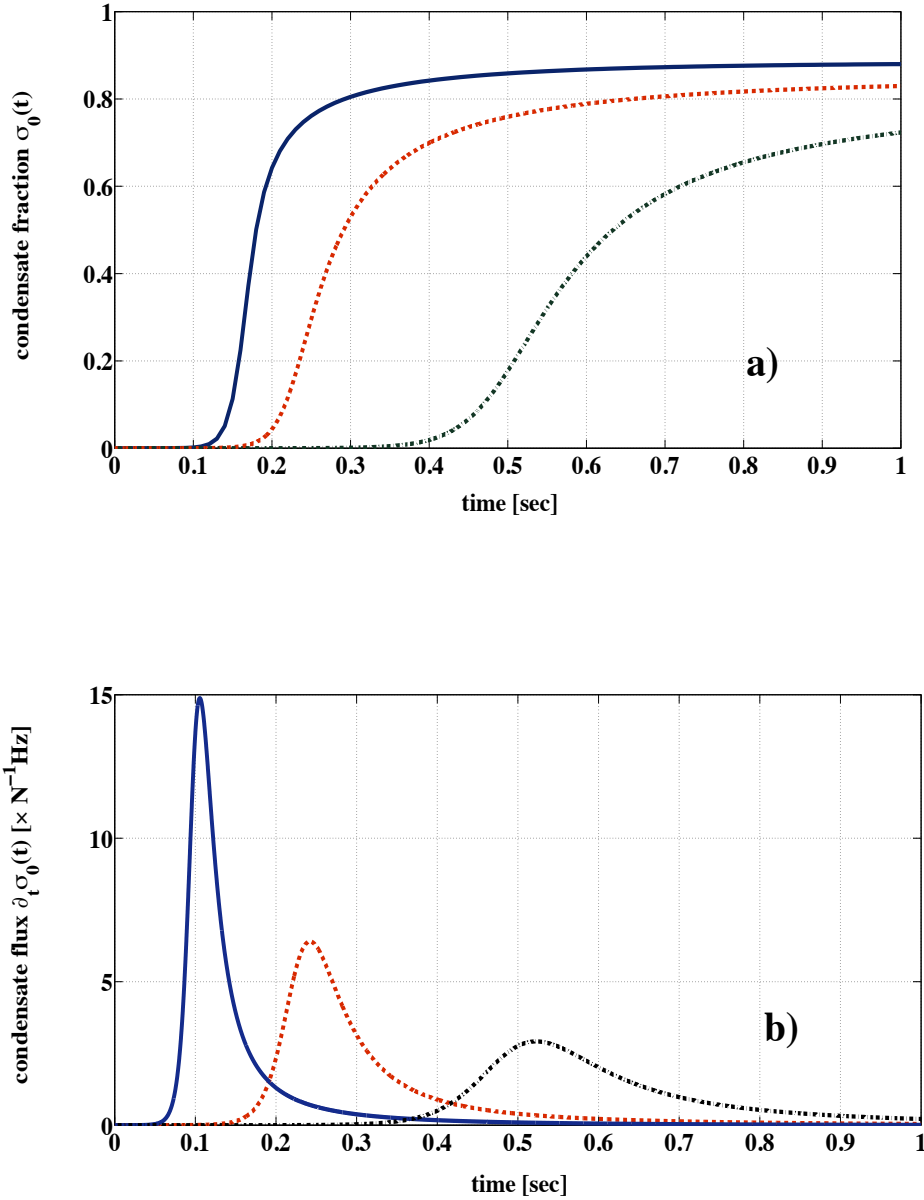 1
0.8
0.6
0.4
0.2
0
condensate fraction σ_0(t)
a)
0 0.1 0.2 0.3 0.4 0.5 0.6 0.7 0.8 0.9 1
time [sec]
15
10
5
0
condensate flux ∂_t σ_0(t) [× N⁻¹Hz]
b)
0 0.1 0.2 0.3 0.4 0.5 0.6 0.7 0.8 0.9 1
time [sec]